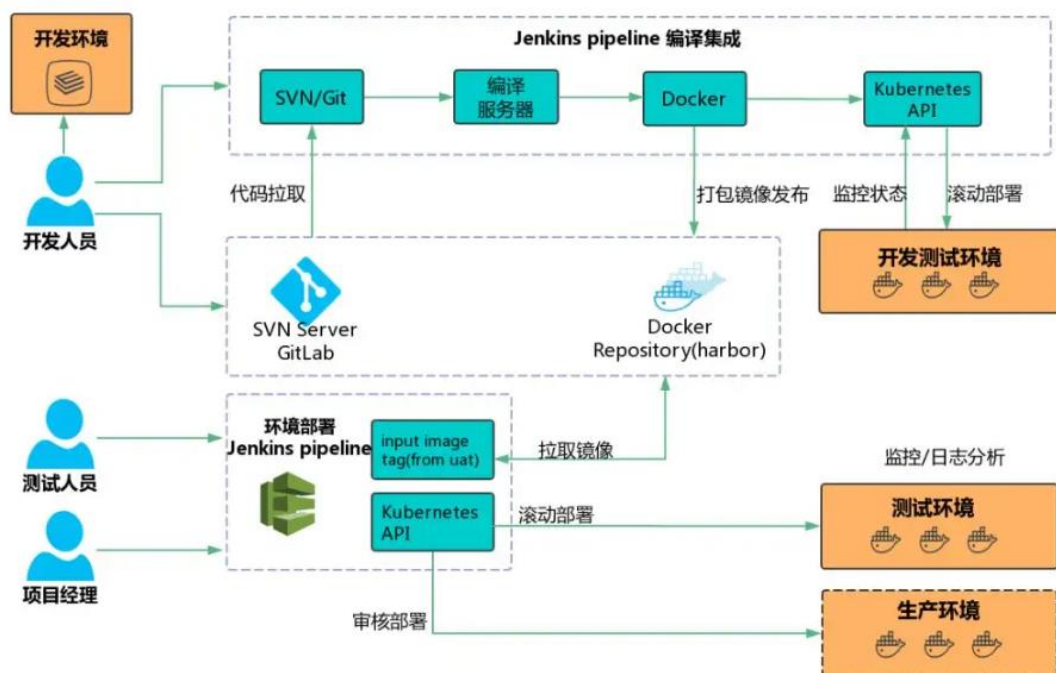 开发环境
Jenkins pipeline 编译集成
SVN/Git
编译
服务器
Docker
Kubernetes
API
代码拉取
打包镜像发布
监控状态
滚动部署
开发人员
开发测试环境
SVN Server
GitLab
Docker
Repository(harbor)
环境部署
Jenkins pipeline
input image
tag(from uat)
拉取镜像
监控/日志分析
测试人员
Kubernetes
API
滚动部署
测试环境
项目经理
审核部署
生产环境